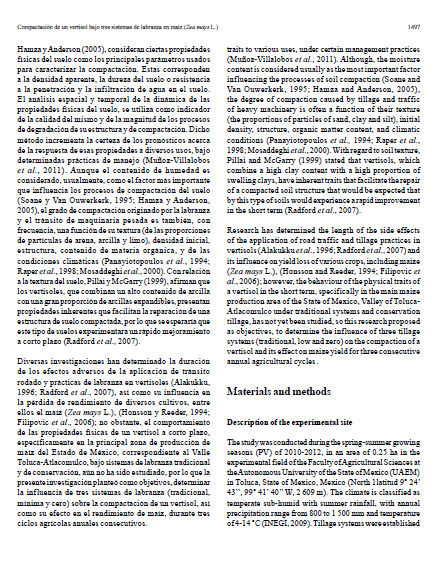 Compactación de un vertisol bajo tres sistemas de labranza en maíz (Zea mays L.)
1497
Hamza y Anderson (2005), consideran ciertas propiedades
físicas del suelo como los principales parámetros usados
para caracterizar la compactación. Estas corresponden
a la densidad aparente, la dureza del suelo o resistencia
a la penetración y la infiltración de agua en el suelo.
El análisis espacial y temporal de la dinámica de las
propiedades físicas del suelo, se utiliza como indicador
de la calidad del mismo y de la magnitud de los procesos
de degradación de su estructura y de compactación. Dicho
método incrementa la certeza de los pronósticos acerca
de la respuesta de esas propiedades a diversos usos, bajo
determinadas prácticas de manejo (Muñoz-Villalobos
et al., 2011). Aunque el contenido de humedad es
considerado, usualmente, como el factor más importante
que influencia los procesos de compactación del suelo
(Soane y Van Ouwerkerk, 1995; Hamza y Anderson,
2005), el grado de compactación originado por la labranza
y el tránsito de maquinaria pesada es también, con
frecuencia, una función de su textura (de las proporciones
de partículas de arena, arcilla y limo), densidad inicial,
estructura, contenido de materia orgánica, y de las
condiciones climáticas (Panayiotopoulos et al., 1994;
Raper et al., 1998; Mosaddeghi et al., 2000). Con relación
a la textura del suelo, Pillai y McGarry (1999), afirman que
los vertisoles, que combinan un alto contenido de arcilla
con una gran proporción de arcillas expandibles, presentan
propiedades inherentes que facilitan la reparación de una
estructura de suelo compactada, por lo que se esperaría que
este tipo de suelos experimentara un rápido mejoramiento
a corto plazo (Radford et al., 2007).
Diversas investigaciones han determinado la duración
de los efectos adversos de la aplicación de tránsito
rodado y prácticas de labranza en vertisoles (Alakukku,
1996; Radford et al., 2007), así como su influencia en
la pérdida de rendimiento de diversos cultivos, entre
ellos el maíz (Zea mays L.), (Honsson y Reeder, 1994;
Filipovic et al., 2006); no obstante, el comportamiento
de las propiedades físicas de un vertisol a corto plazo,
específicamente en la principal zona de producción de
maíz del Estado de México, correspondiente al Valle
Toluca-Atlacomulco, bajo sistemas de labranza tradicional
y de conservación, aún no ha sido estudiado, por lo que la
presente investigación planteó como objetivos, determinar
la influencia de tres sistemas de labranza (tradicional,
mínima y cero) sobre la compactación de un vertisol, así
como su efecto en el rendimiento de maíz, durante tres
ciclos agrícolas anuales consecutivos.
traits to various uses, under certain management practices
(Muñoz-Villalobos et al., 2011). Although, the moisture
content is considered usually as the most important factor
influencing the processes of soil compaction (Soane and
Van Ouwerkerk, 1995; Hamza and Anderson, 2005),
the degree of compaction caused by tillage and traffic
of heavy machinery is often a function of their texture
(the proportions of sand, clay and silt), initial
density, structure, organic matter content, and climatic
conditions (Panayiotopoulos et al., 1994; Raper et al.,
1998; Mosaddeghi et al., 2000). With regard to soil texture,
Pillai and McGarry (1999) stated that vertisols, which
combine a high clay content with a high proportion of
swelling clays, have inherent traits that facilitate the repair
of a compacted soil structure that would be expected that
by this type of soils would experience a rapid improvement
in the short term (Radford et al., 2007).
Research has determined the length of the side effects
of the application of road traffic and tillage practices in
vertisols (Alakukku et al., 1996; Radford et al., 2007) and
its influence on yield loss of various crops, including maize
(Zea mays L.), (Honsson and Reeder, 1994; Filipovic et
al., 2006); however, the behaviour of the physical traits of
a vertisol in the short term, specifically in the main maize
production area of the State of Mexico, Valley of Toluca-
Atlacomulco under traditional systems and conservation
tillage, has not yet been studied, so this research proposed
as objectives, to determine the influence of three tillage
systems (traditional, low and zero) on the compaction of a
vertisol and its effect on maize yield for three consecutive
annual agricultural cycles .
Materials and methods
Description of the experimental site
The study was conducted during the spring-summer growing
seasons (PV) of 2010-2012, in an area of 0.25 ha in the
experimental field of the Faculty of Agricultural Sciences at
the Autonomous University of the State of Mexico (UAEM)
in Toluca, State of Mexico, Mexico (North 1latitud 9° 24'
43'', 99° 41' 40'' W, 2 609 m). The climate is classified as
temperate sub-humid with summer rainfall, with annual
precipitation range from 800 to 1 500 mm and temperature
of 4-14 °C (INEGI, 2009). Tillage systems were established